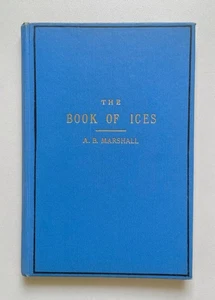 THE
BOOK OF ICES
A. B. MARSHALL